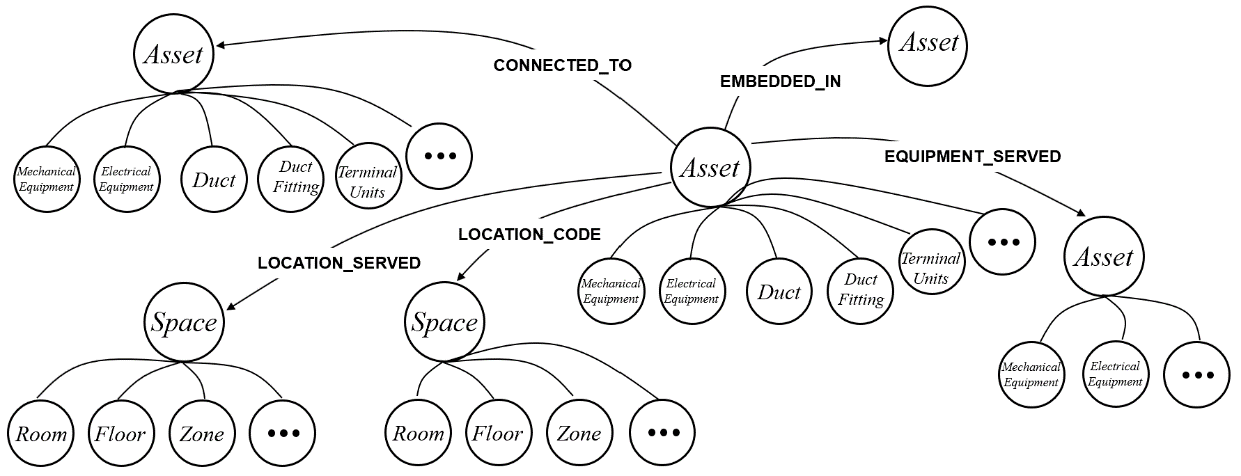 Asset
CONNECTED_TO
Asset
EMBEDDED_IN
Mechanical
Equipment
Electrical
Equipment
Duct
Duct
Fitting
Terminal
Units
•••
Asset
EQUIPMENT_SERVED
LOCATION_SERVED
LOCATION_CODE
Mechanical
Equipment
Electrical
Equipment
Duct
Duct
Fitting
Terminal
Units
•••
Asset
Mechanical
Equipment
Electrical
Equipment
•••
Space
Room
Floor
Zone
•••
Space
Room
Floor
Zone
•••